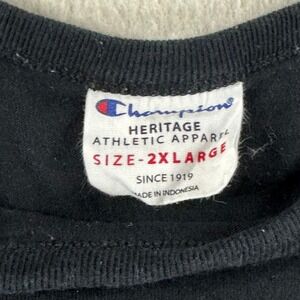 Champion
HERITAGE
ATHLETIC APPAREL
SIZE-2XLARGE
SINCE 1919
MADE IN INDONESIA